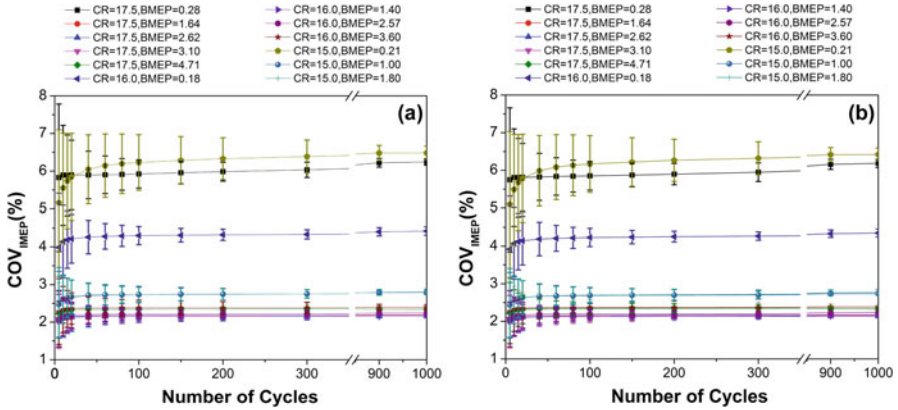 CR=17.5,BMEP=0.28
CR=17.5,BMEP=1.64
CR=17.5,BMEP=2.62
CR=17.5,BMEP=3.10
CR=17.5,BMEP=4.71
CR=16.0,BMEP=0.18
CR=16.0,BMEP=1.40
CR=16.0,BMEP=2.57
CR=16.0,BMEP=3.60
CR=15.0,BMEP=0.21
CR=15.0,BMEP=1.00
CR=15.0,BMEP=1.80
(a)
COV_IMEP(%)
8
7
6
5
4
3
2
1
0 100 200 300 900 1000
Number of Cycles
CR=17.5,BMEP=0.28
CR=17.5,BMEP=1.64
CR=17.5,BMEP=2.62
CR=17.5,BMEP=3.10
CR=17.5,BMEP=4.71
CR=16.0,BMEP=0.18
CR=16.0,BMEP=1.40
CR=16.0,BMEP=2.57
CR=16.0,BMEP=3.60
CR=15.0,BMEP=0.21
CR=15.0,BMEP=1.00
CR=15.0,BMEP=1.80
(b)
COV_IMEP(%)
8
7
6
5
4
3
2
1
0 100 200 300 900 1000
Number of Cycles